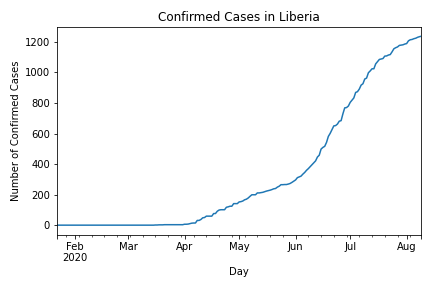 Confirmed Cases in Liberia
Number of Confirmed Cases
1200
1000
800
600
400
200
0
Feb Mar Apr May Jun Jul Aug
2020
Day